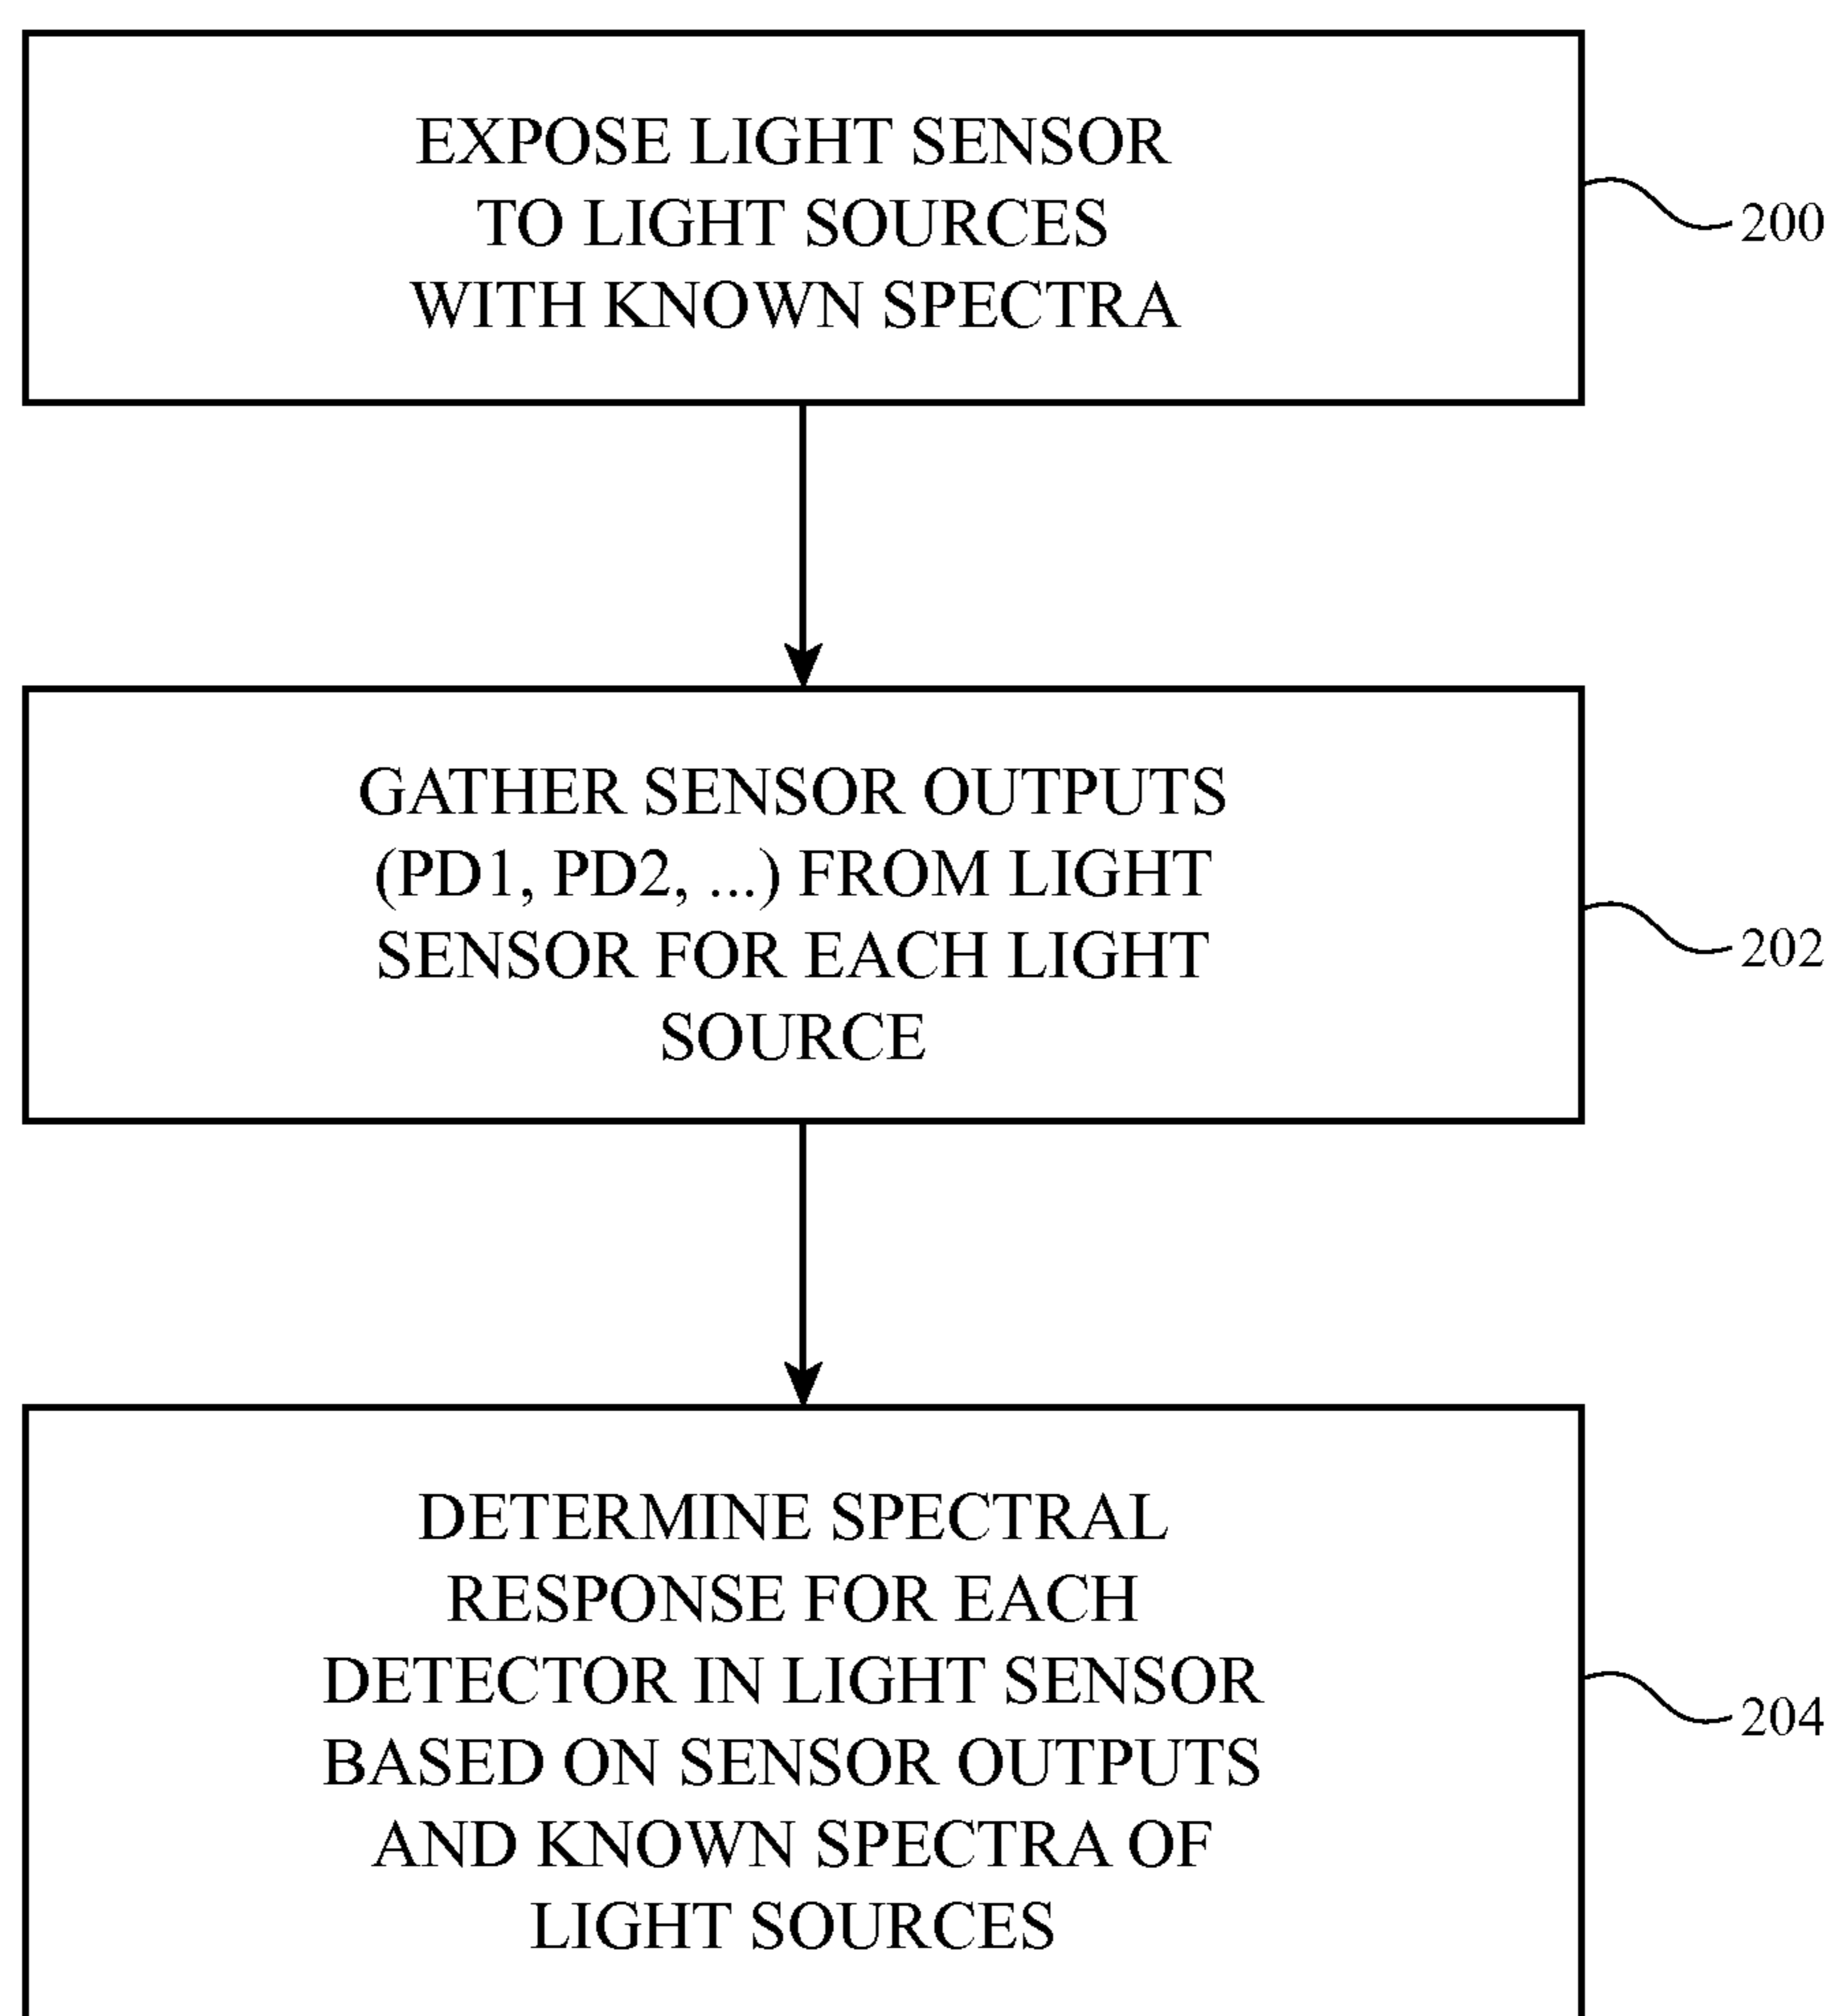 EXPOSE LIGHT SENSOR
TO LIGHT SOURCES
WITH KNOWN SPECTRA
200
GATHER SENSOR OUTPUTS
(PD1, PD2, ...) FROM LIGHT
SENSOR FOR EACH LIGHT
SOURCE
202
DETERMINE SPECTRAL
RESPONSE FOR EACH
DETECTOR IN LIGHT SENSOR
BASED ON SENSOR OUTPUTS
AND KNOWN SPECTRA OF
LIGHT SOURCES
204